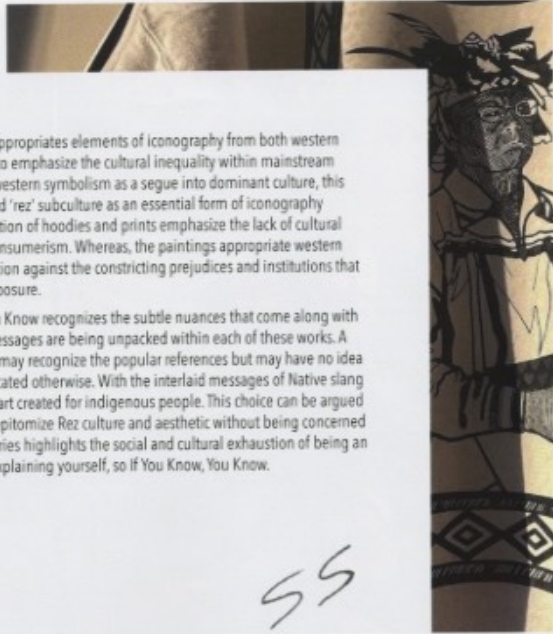 ppropriates elements of iconography from both western
o emphasize the cultural inequality within mainstream
western symbolism as a segue into dominant culture, this
d 'rez' subculture as an essential form of iconography
tion of hoodies and prints emphasize the lack of cultural
nsumerism. Whereas, the paintings appropriate western
ion against the constricting prejudices and institutions that
posure.
Know recognizes the subtle nuances that come along with
essages are being unpacked within each of these works. A
may recognize the popular references but may have no idea
tated otherwise. With the interlaid messages of Native slang
art created for indigenous people. This choice can be argued
pitomize Rez culture and aesthetic without being concerned
ries highlights the social and cultural exhaustion of being an
xplaining yourself, so If You Know, You Know.
SS